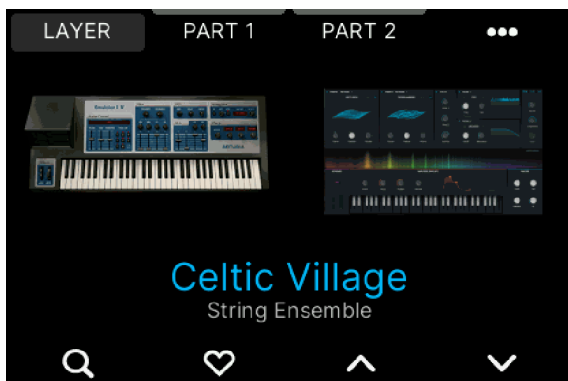 LAYER
PART 1
PART 2
Celtic Village
String Ensemble